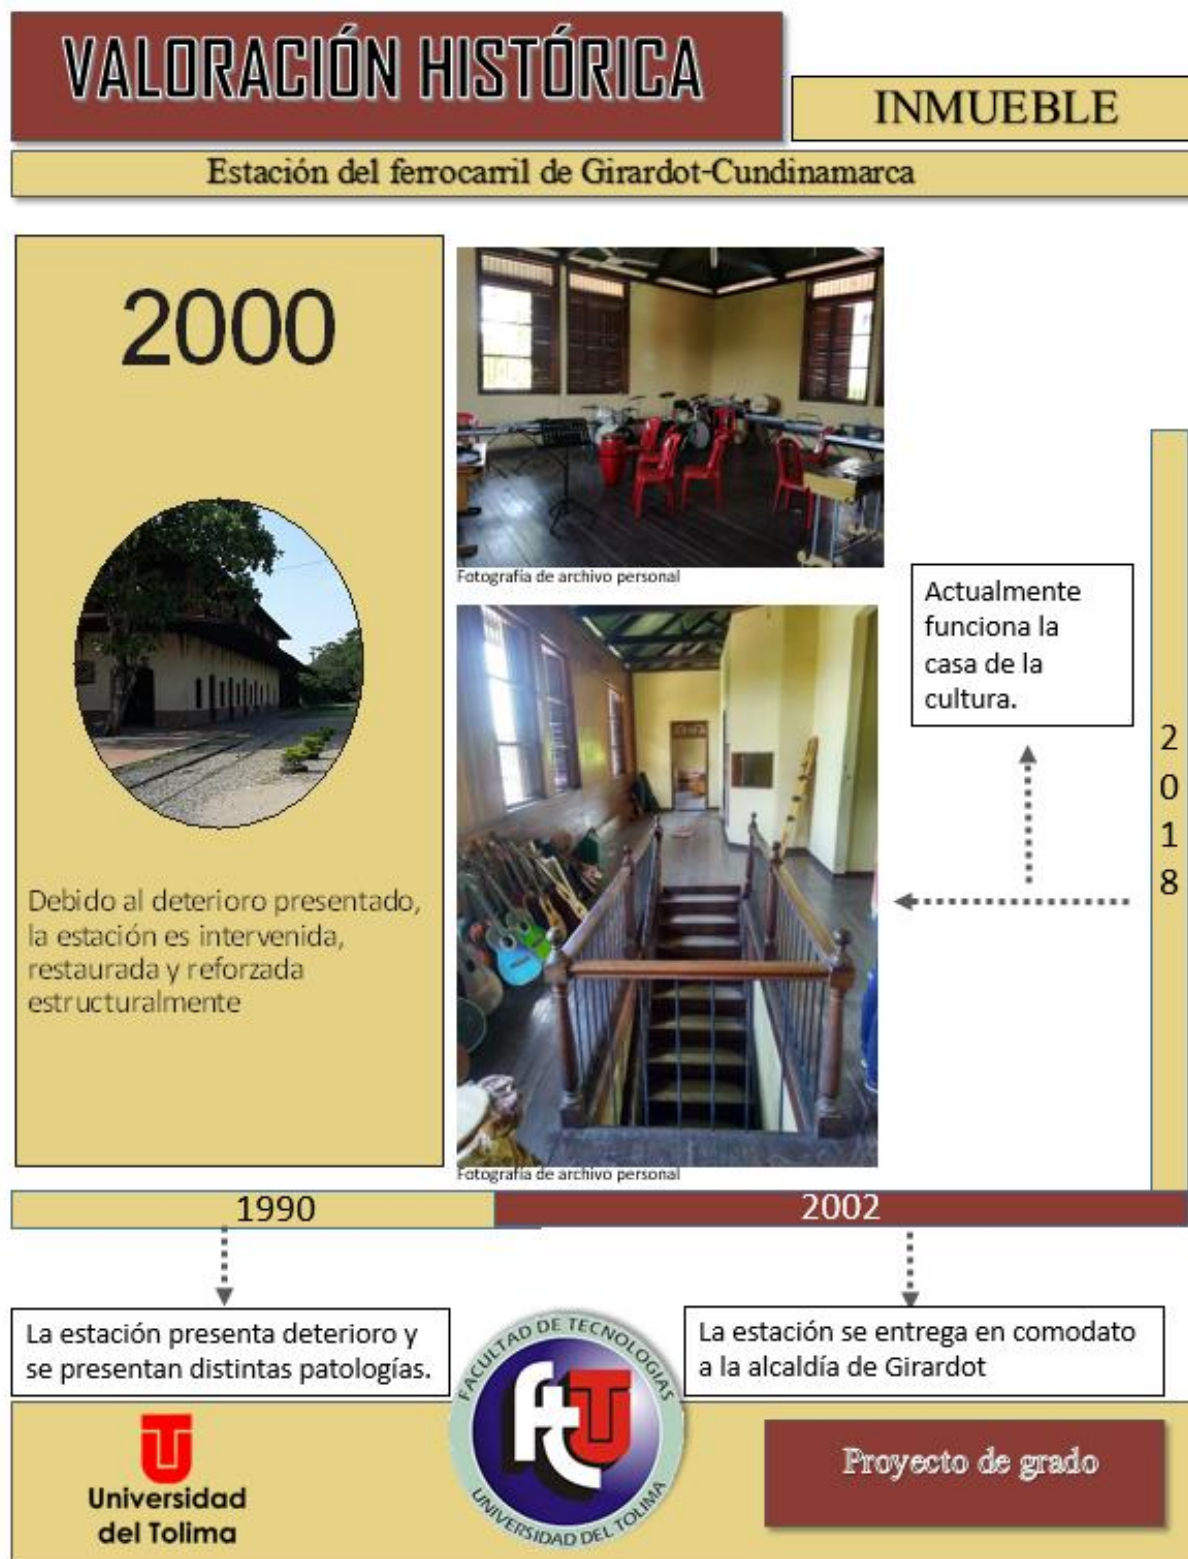 VALORACIÓN HISTÓRICA
INMUEBLE
Estación del ferrocarril de Girardot-Cundinamarca
2000
Debido al deterioro presentado,
la estación es intervenida,
restaurada y reforzada
estructuralmente
Fotografía de archivo personal
Fotografía de archivo personal
Actualmente
funciona la
casa de la
cultura.
2
0
1
8
1990
2002
La estación presenta deterioro y
se presentan distintas patologías.
La estación se entrega en comodato
a la alcaldía de Girardot
Universidad
del Tolima
FACULTAD DE TECNOLOGIAS
ftU
UNIVERSIDAD DEL TOLIMA
Proyecto de grado